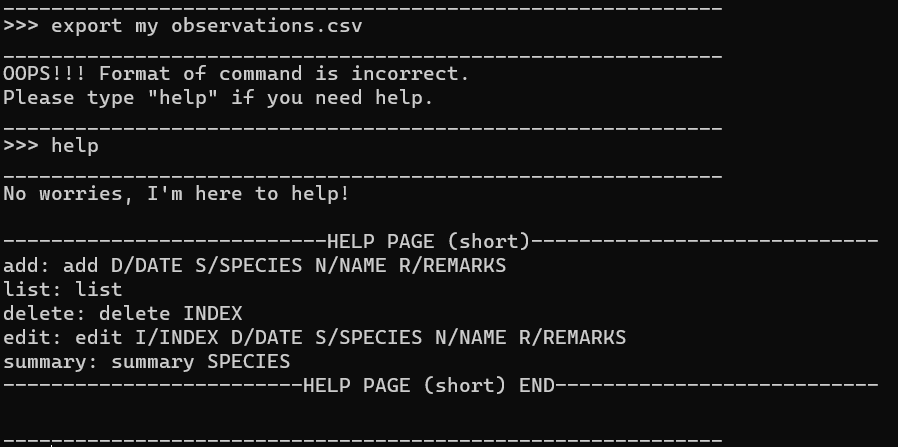 ____________________________________________________________
>>> export my observations.csv
____________________________________________________________
OOPS!!! Format of command is incorrect.
Please type "help" if you need help.
____________________________________________________________
>>> help
____________________________________________________________
No worries, I'm here to help!
---------------------------HELP PAGE (short)-----------------------------
add: add D/DATE S/SPECIES N/NAME R/REMARKS
list: list
delete: delete INDEX
edit: edit I/INDEX D/DATE S/SPECIES N/NAME R/REMARKS
summary: summary SPECIES
-------------------------HELP PAGE (short) END---------------------------
____________________________________________________________